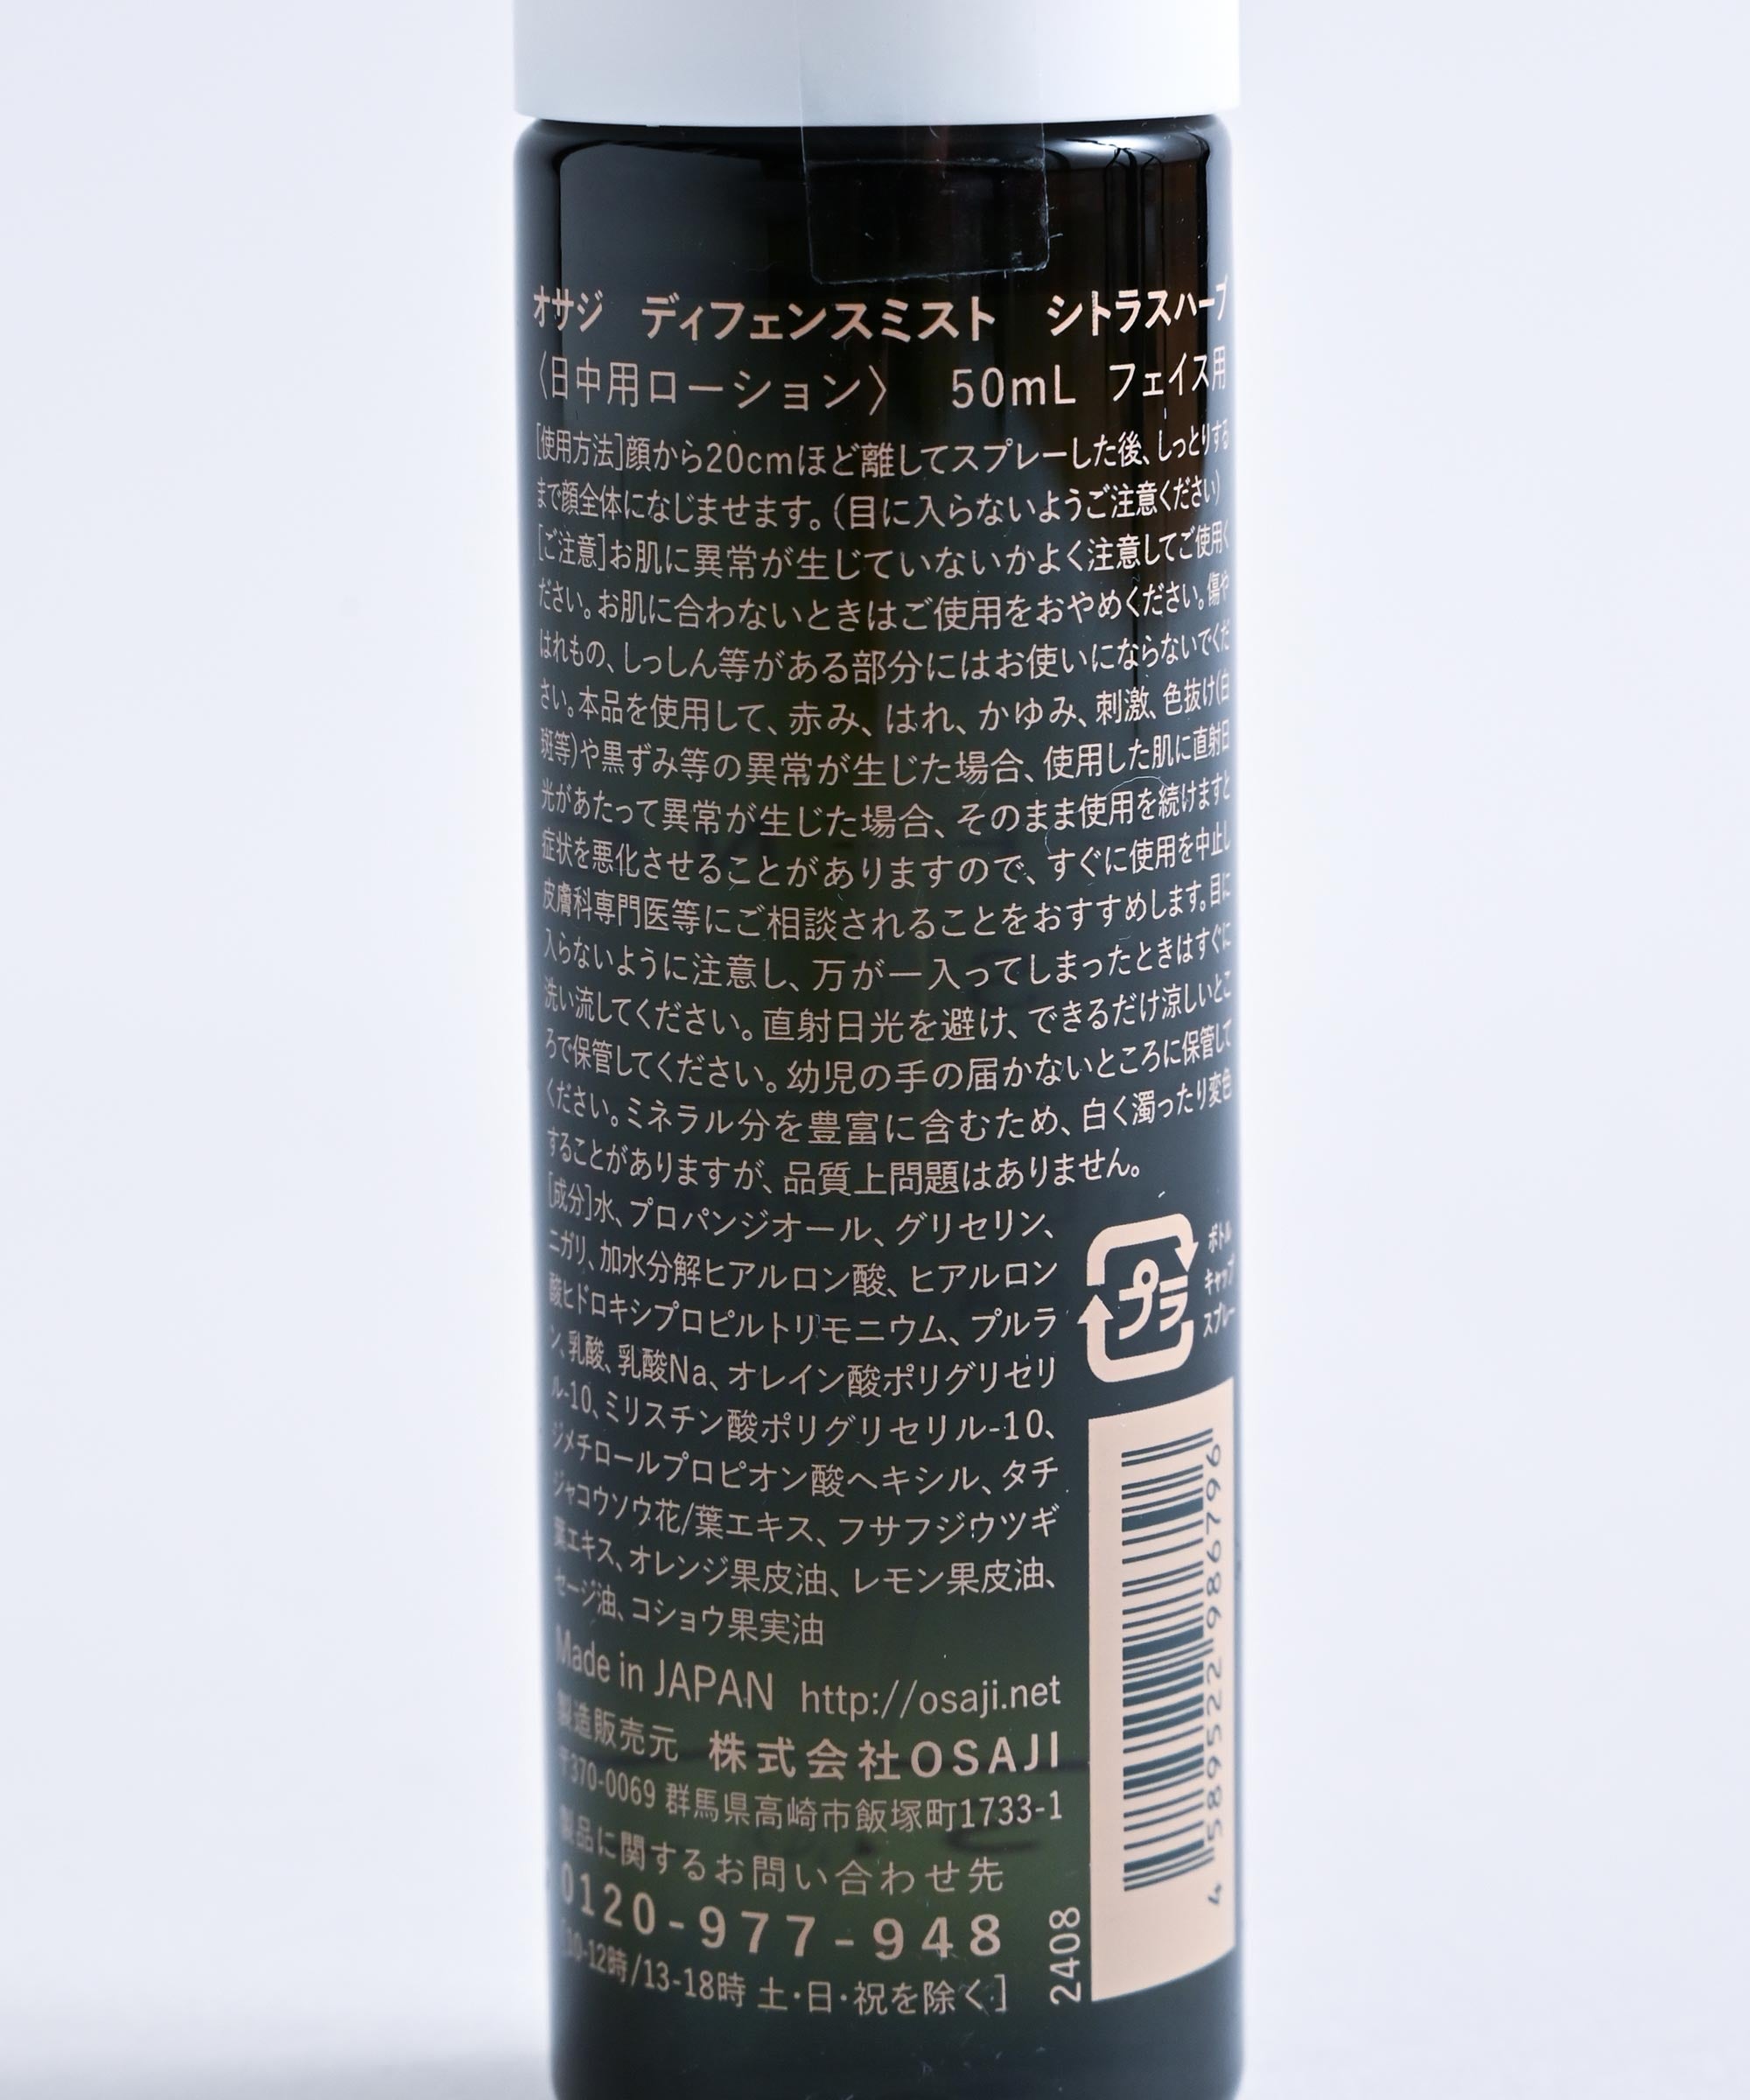 オサジ　ディフェンスミスト　シトラスハーブ
〈日中用ローション〉　50mL　フェイス用
[使用方法]顔から20cmほど離してスプレーした後、しっとりする
まで顔全体になじませます。(目に入らないようご注意ください)
[ご注意]お肌に異常が生じていないかよく注意してご使用く
ださい。お肌に合わないときはご使用をおやめください。傷や
はれもの、しっしん等がある部分にはお使いにならないでくだ
さい。本品を使用して、赤み、はれ、かゆみ、刺激、色抜け(白
斑等)や黒ずみ等の異常が生じた場合、使用した肌に直射日
光があたって異常が生じた場合、そのまま使用を続けますと
症状を悪化させることがありますので、すぐに使用を中止し
皮膚科専門医等にご相談されることをおすすめします。目に
入らないように注意し、万が一入ってしまったときはすぐに
洗い流してください。直射日光を避け、できるだけ涼しいとこ
ろで保管してください。幼児の手の届かないところに保管して
ください。ミネラル分を豊富に含むため、白く濁ったり変色
することがありますが、品質上問題はありません。
[成分]水、プロパンジオール、グリセリン、
ニガリ、加水分解ヒアルロン酸、ヒアルロン
酸ヒドロキシプロピルトリモニウム、プルラ
ン、乳酸、乳酸Na、オレイン酸ポリグリセリ
ル-10、ミリスチン酸ポリグリセリル-10、
ジメチロールプロピオン酸ヘキシル、タチ
ジャコウソウ花/葉エキス、フサフジウツギ
葉エキス、オレンジ果皮油、レモン果皮油、
セージ油、コショウ果実油
プラ
ボトル
キャップ
スプレー
Made in JAPAN　http://osaji.net
製造販売元　株式会社OSAJI
〒370-0069 群馬県高崎市飯塚町1733-1
製品に関するお問い合わせ先
0120-977-948
[10-12時/13-18時 土・日・祝を除く]
2408
4 589522 986796